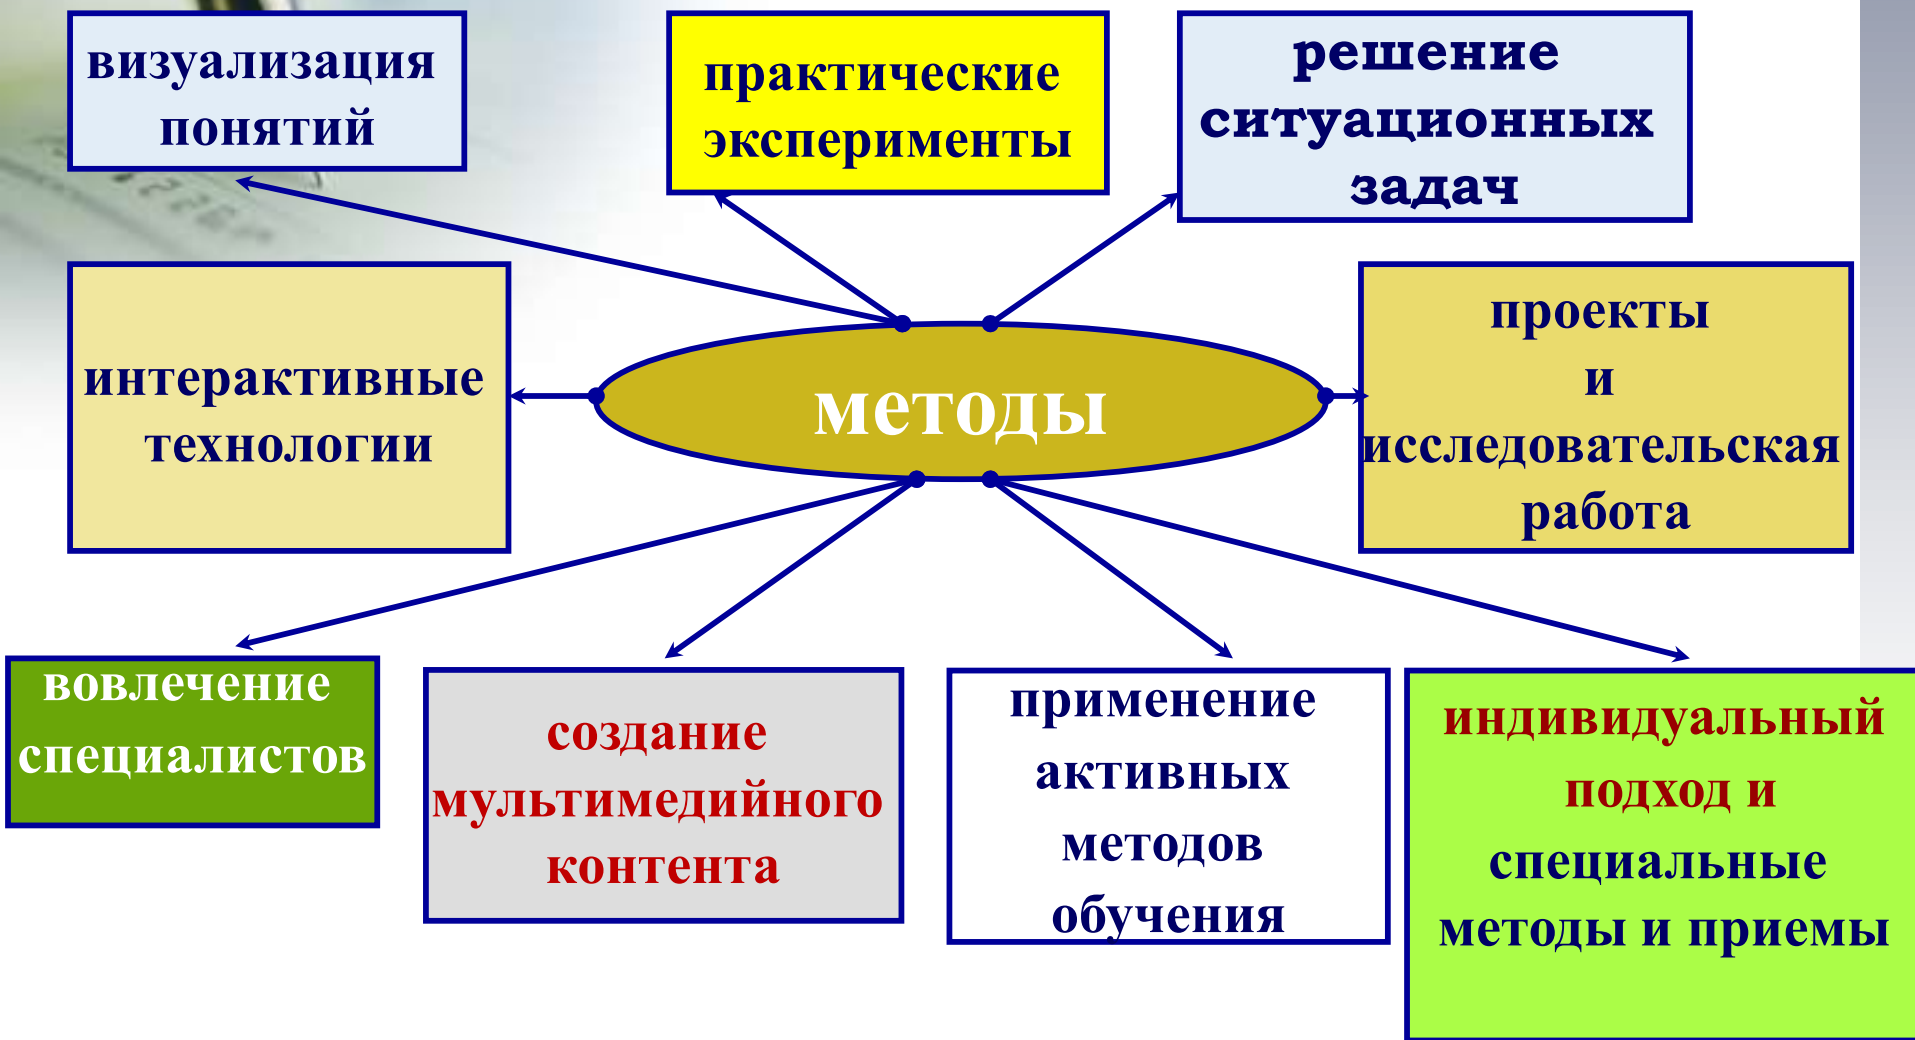 визуализация
понятий
практические
эксперименты
решение
ситуационных
задач
интерактивные
технологии
методы
проекты
и
исследовательская
работа
вовлечение
специалистов
создание
мультимедийного
контента
применение
активных
методов
обучения
индивидуальный
подход и
специальные
методы и приемы